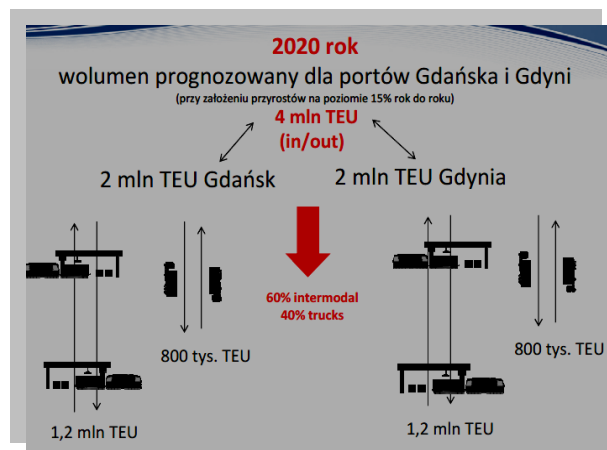 2020 rok
wolumen prognozowany dla portów Gdańska i Gdyni
(przy założeniu przyrostów na poziomie 15% rok do roku)
4 mln TEU
(in/out)
2 mln TEU Gdańsk
2 mln TEU Gdynia
60% intermodal
40% trucks
800 tys. TEU
800 tys. TEU
1,2 mln TEU
1,2 mln TEU